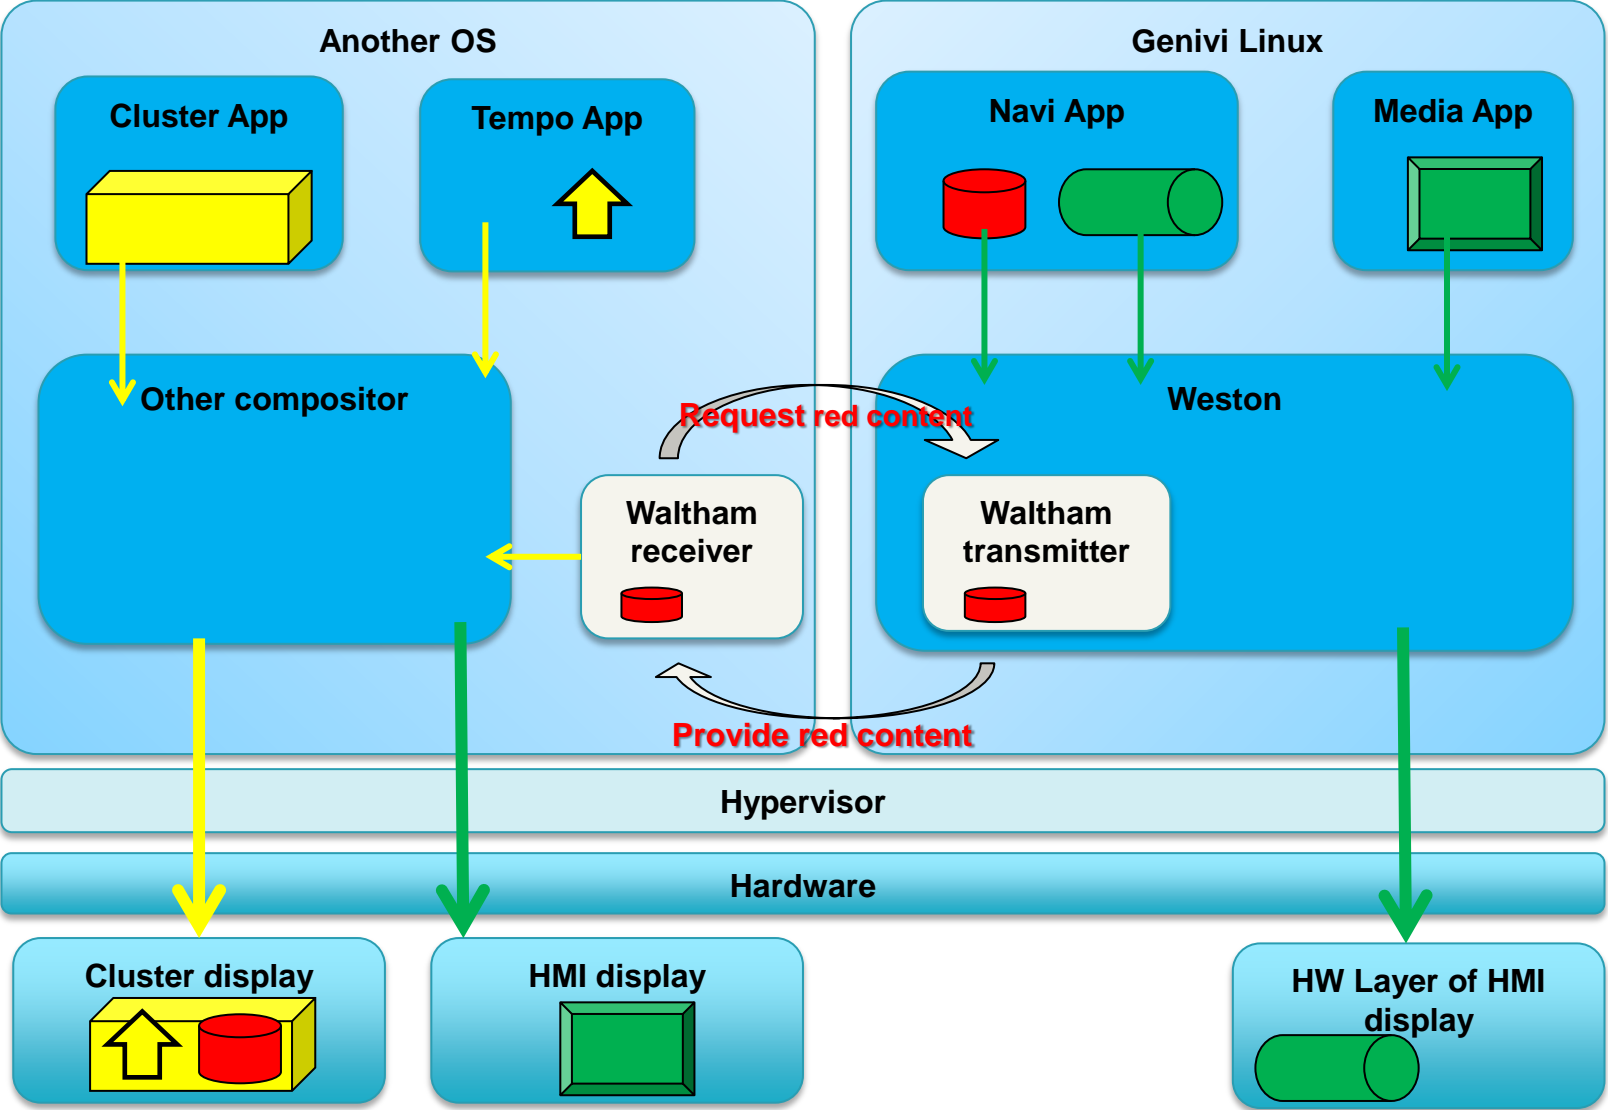 Another OS
Genivi Linux
Cluster App
Tempo App
Navi App
Media App
Other compositor
Request red content
Weston
Waltham
receiver
Waltham
transmitter
Provide red content
Hypervisor
Hardware
Cluster display
HMI display
HW Layer of HMI
display